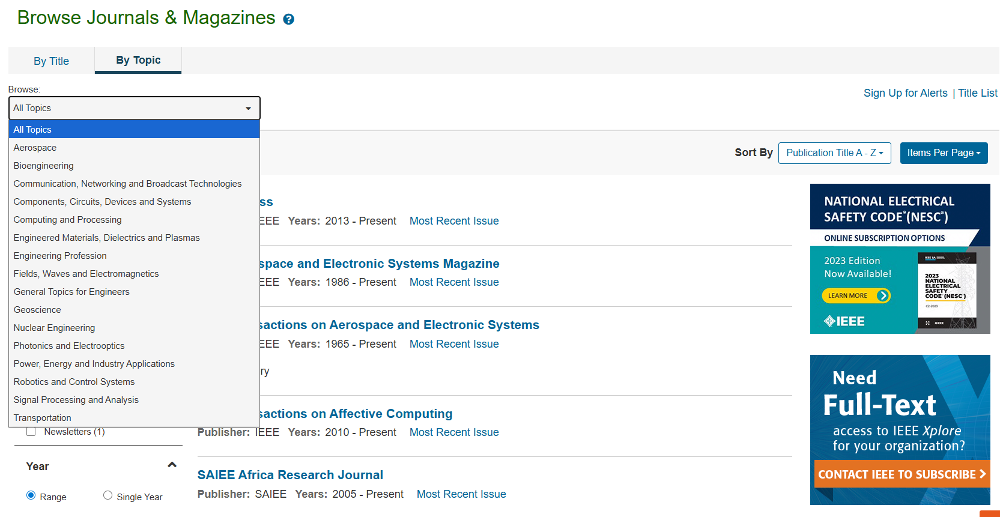 Browse Journals & Magazines ?
By Title
By Topic
Browse:
All Topics
Sign Up for Alerts | Title List
All Topics
Aerospace
Bioengineering
Communication, Networking and Broadcast Technologies
Components, Circuits, Devices and Systems
Computing and Processing
Engineered Materials, Dielectrics and Plasmas
Engineering Profession
Fields, Waves and Electromagnetics
General Topics for Engineers
Geoscience
Nuclear Engineering
Photonics and Electrooptics
Power, Energy and Industry Applications
Robotics and Control Systems
Signal Processing and Analysis
Transportation
Newsletters (1)
Year
Range
Single Year
Sort By
Publication Title A - Z
Items Per Page
ss
EEE Years: 2013 - Present Most Recent Issue
space and Electronic Systems Magazine
EEE Years: 1986 - Present Most Recent Issue
sactions on Aerospace and Electronic Systems
EEE Years: 1965 - Present Most Recent Issue
ry
sactions on Affective Computing
Publisher: IEEE Years: 2010 - Present Most Recent Issue
SAIEE Africa Research Journal
Publisher: SAIEE Years: 2005 - Present Most Recent Issue
NATIONAL ELECTRICAL
SAFETY CODE®(NESC®)
ONLINE SUBSCRIPTION OPTIONS
2023 Edition
Now Available!
LEARN MORE
IEEE
IEEE SA
2023
NATIONAL
ELECTRICAL
SAFETY
CODE®(NESC®)
C2-2023
IEEE
Need
Full-Text
access to IEEE Xplore
for your organization?
CONTACT IEEE TO SUBSCRIBE